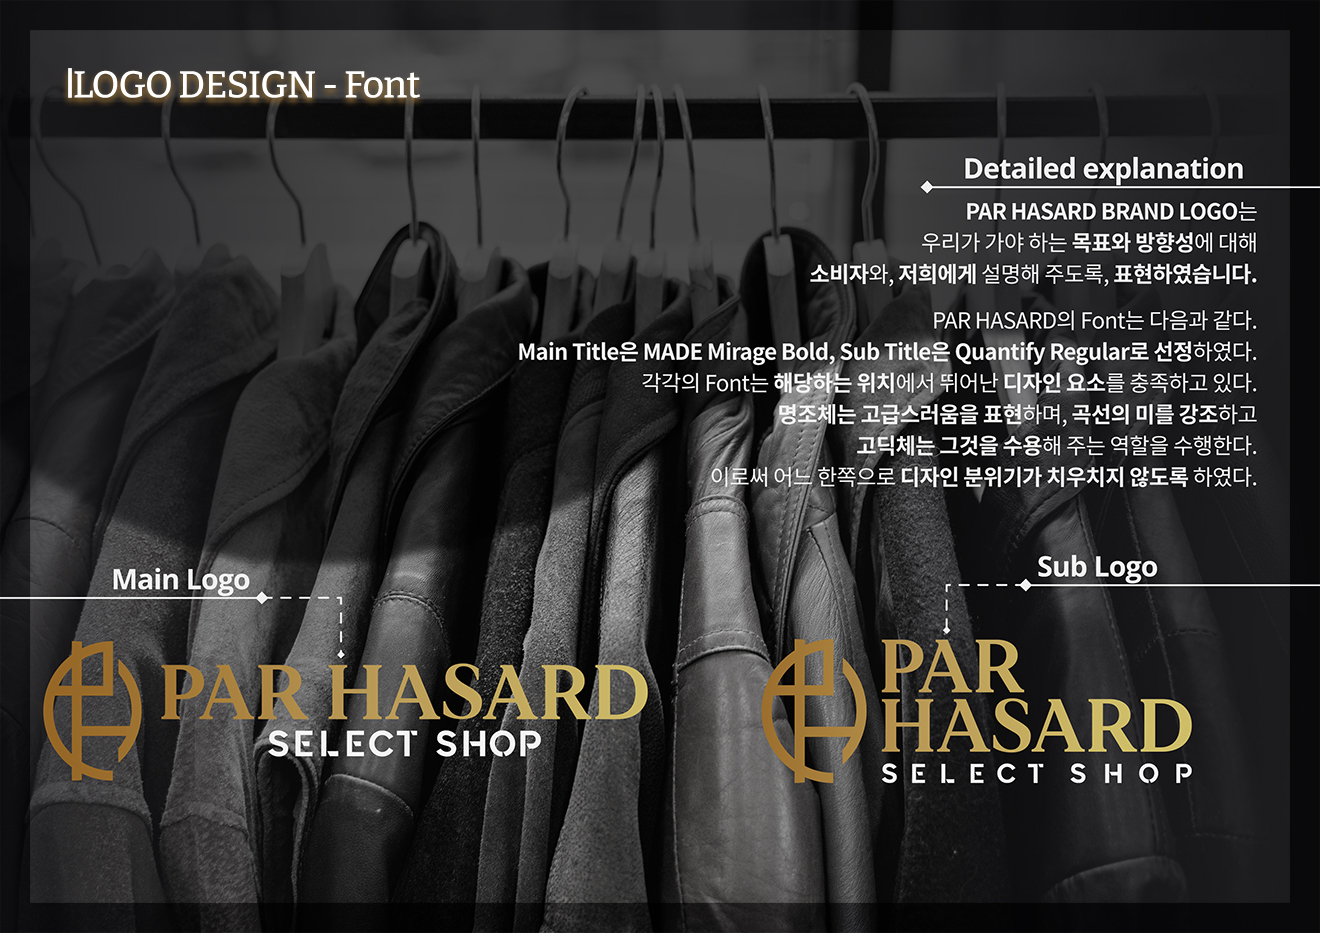 |LOGO DESIGN - Font
Detailed explanation
PAR HASARD BRAND LOGO는
우리가 가야 하는 목표와 방향성에 대해
소비자와, 저희에게 설명해 주도록, 표현하였습니다.
PAR HASARD의 Font는 다음과 같다.
Main Title은 MADE Mirage Bold, Sub Title은 Quantify Regular로 선정하였다.
각각의 Font는 해당하는 위치에서 뛰어난 디자인 요소를 충족하고 있다.
명조체는 고급스러움을 표현하며, 곡선의 미를 강조하고
고딕체는 그것을 수용해 주는 역할을 수행한다.
이로써 어느 한쪽으로 디자인 분위기가 치우치지 않도록 하였다.
Main Logo
PAR HASARD
SELECT SHOP
Sub Logo
PAR
HASARD
SELECT SHOP